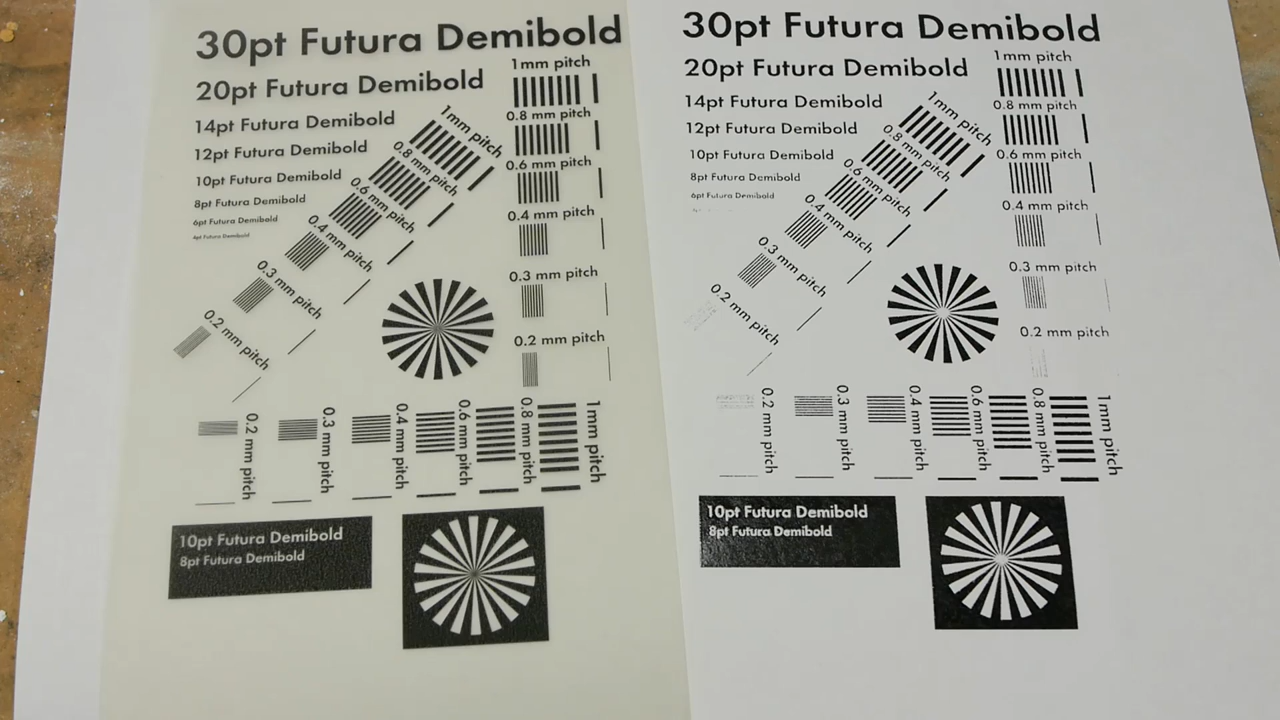 30pt Futura Demibold
20pt Futura Demibold
14pt Futura Demibold
12pt Futura Demibold
10pt Futura Demibold
8pt Futura Demibold
6pt Futura Demibold
4pt Futura Demibold
1mm pitch
0.8 mm pitch
0.6 mm pitch
0.4 mm pitch
0.3 mm pitch
0.2 mm pitch
1mm pitch
0.8 mm pitch
0.6 mm pitch
0.4 mm pitch
0.3 mm pitch
0.2 mm pitch
0.2 mm pitch
0.3 mm pitch
0.4 mm pitch
0.6 mm pitch
0.8 mm pitch
1mm pitch
10pt Futura Demibold
8pt Futura Demibold
30pt Futura Demibold
20pt Futura Demibold
14pt Futura Demibold
12pt Futura Demibold
10pt Futura Demibold
8pt Futura Demibold
6pt Futura Demibold
1mm pitch
0.8 mm pitch
0.6 mm pitch
0.4 mm pitch
0.3 mm pitch
0.2 mm pitch
1mm pitch
0.8 mm pitch
0.6 mm pitch
0.4 mm pitch
0.3 mm pitch
0.2 mm pitch
0.2 mm pitch
0.3 mm pitch
0.4 mm pitch
0.6 mm pitch
0.8 mm pitch
1mm pitch
10pt Futura Demibold
8pt Futura Demibold